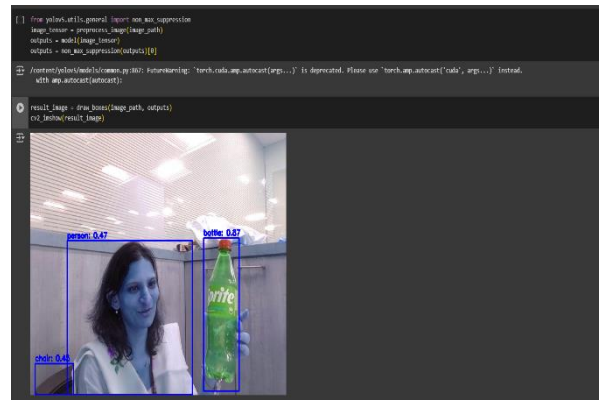 [ ] from yolov5.utils.general import non_max_suppression
image_tensor = preprocess_image(image_path)
outputs = model(image_tensor)
outputs = non_max_suppression(outputs)[0]
/content/yolov5/models/common.py:867: FutureWarning: `torch.cuda.amp.autocast(args...)` is deprecated. Please use `torch.amp.autocast('cuda', args...)` instead.
with amp.autocast(autocast):
result_image = draw_boxes(image_path, outputs)
cv2_imshow(result_image)
person: 0.47
bottle: 0.87
prite
chair: 0.43